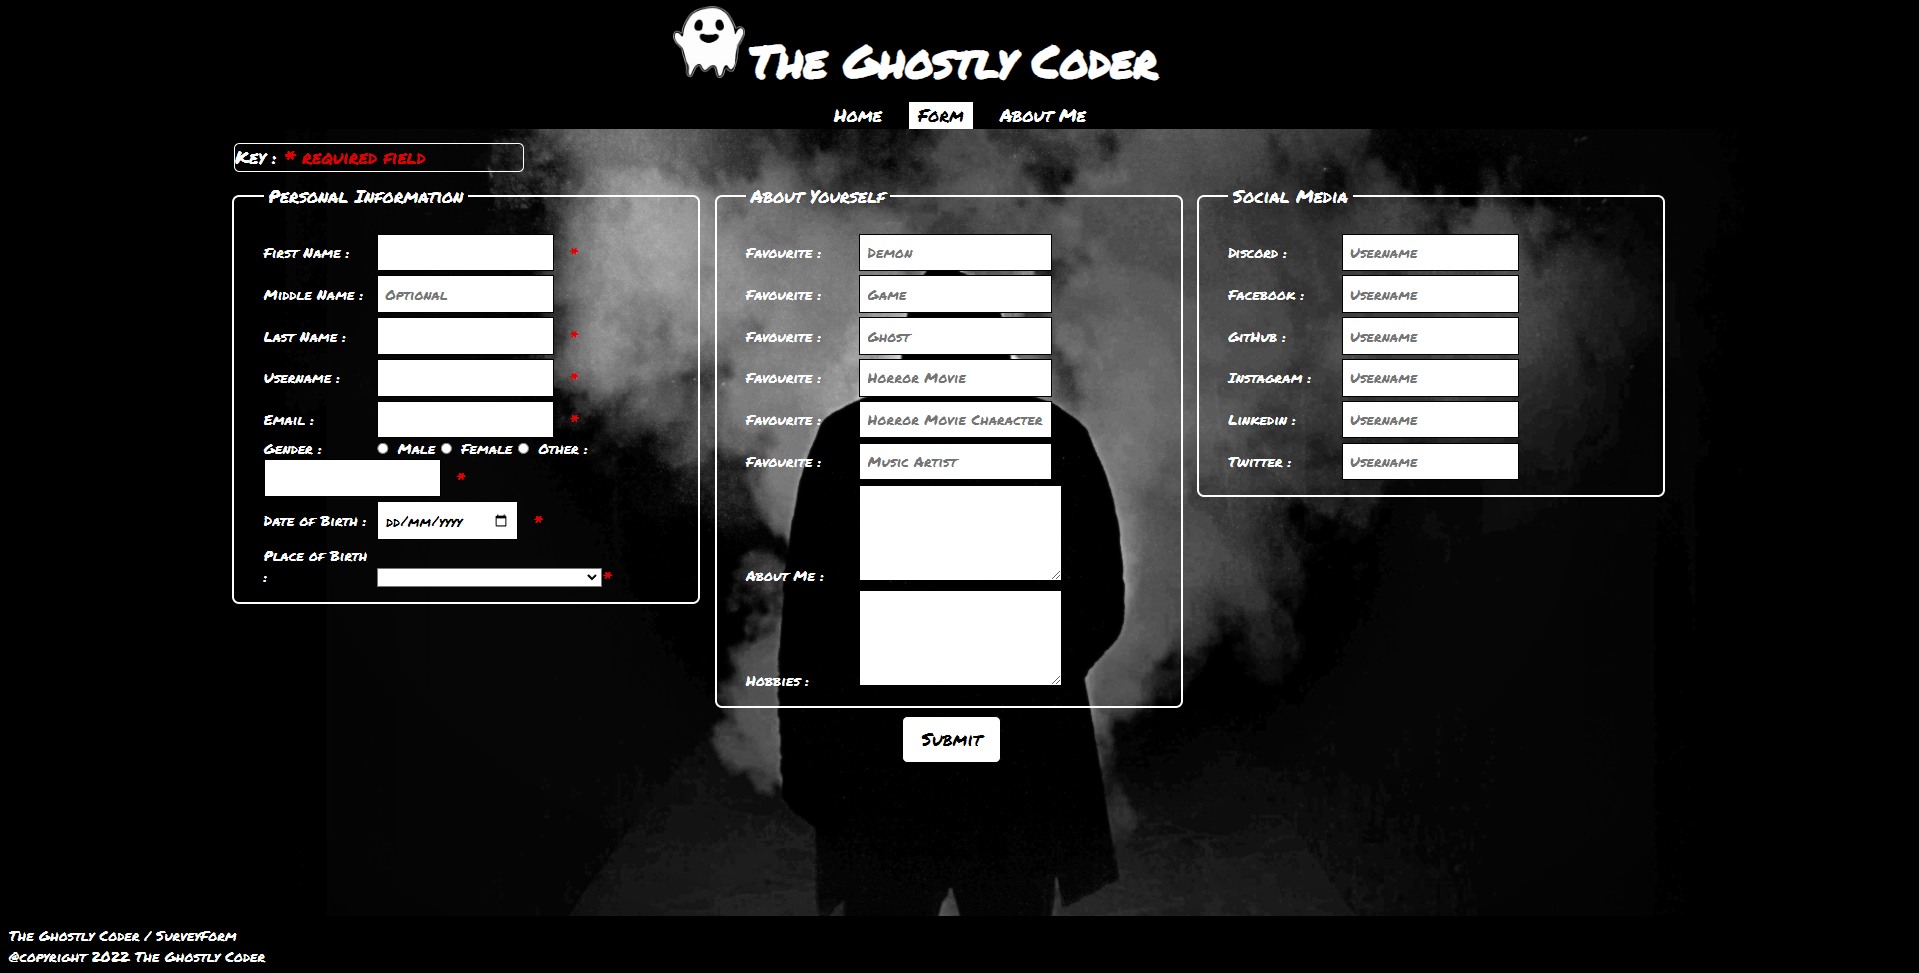 The Ghostly Coder
Home Form About Me
Key : * required field
Personal Information
First Name : *
Middle Name : Optional
Last Name : *
Username : *
Email : *
Gender : Male Female Other :
*
Date of Birth : dd/mm/yyyy *
Place of Birth
: *
About Yourself
Favourite : Demon
Favourite : Game
Favourite : Ghost
Favourite : Horror Movie
Favourite : Horror Movie Character
Favourite : Music Artist
About Me :
Hobbies :
Social Media
Discord : Username
Facebook : Username
GitHub : Username
Instagram : Username
Linkedin : Username
Twitter : Username
Submit
The Ghostly Coder / SurveyForm
@copyright 2022 The Ghostly Coder